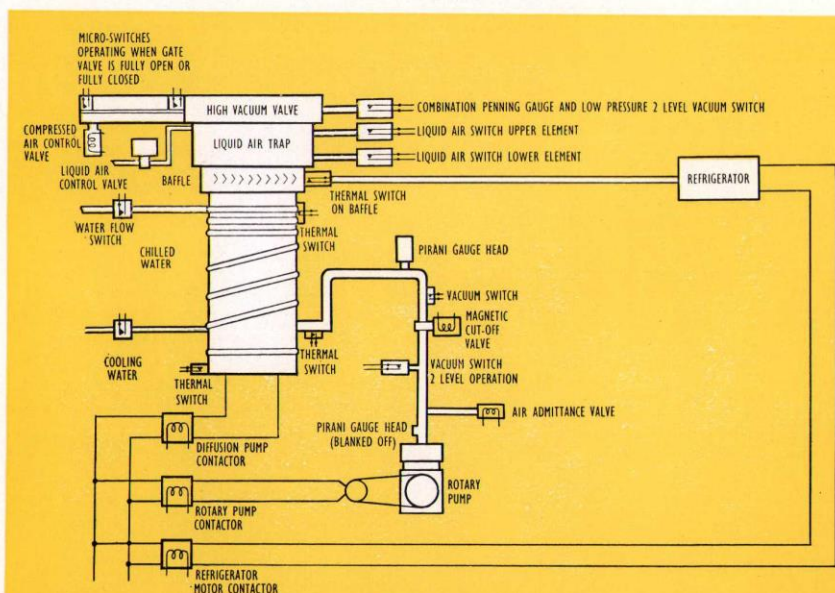 MICRO-SWITCHES
OPERATING WHEN GATE
VALVE IS FULLY OPEN OR
FULLY CLOSED
HIGH VACUUM VALVE
COMBINATION PENNING GAUGE AND LOW PRESSURE 2 LEVEL VACUUM SWITCH
COMPRESSED
AIR CONTROL
VALVE
LIQUID AIR TRAP
LIQUID AIR SWITCH UPPER ELEMENT
LIQUID AIR SWITCH LOWER ELEMENT
LIQUID AIR
CONTROL VALVE
BAFFLE
REFRIGERATOR
THERMAL SWITCH
ON BAFFLE
WATER FLOW
SWITCH
THERMAL
SWITCH
CHILLED
WATER
PIRANI GAUGE HEAD
VACUUM SWITCH
MAGNETIC
CUT-OFF
VALVE
COOLING
WATER
THERMAL
SWITCH
THERMAL
SWITCH
VACUUM SWITCH
2 LEVEL OPERATION
AIR ADMITTANCE VALVE
PIRANI GAUGE HEAD
(BLANKED OFF)
DIFFUSION PUMP
CONTACTOR
ROTARY
PUMP
ROTARY PUMP
CONTACTOR
REFRIGERATOR
MOTOR CONTACTOR